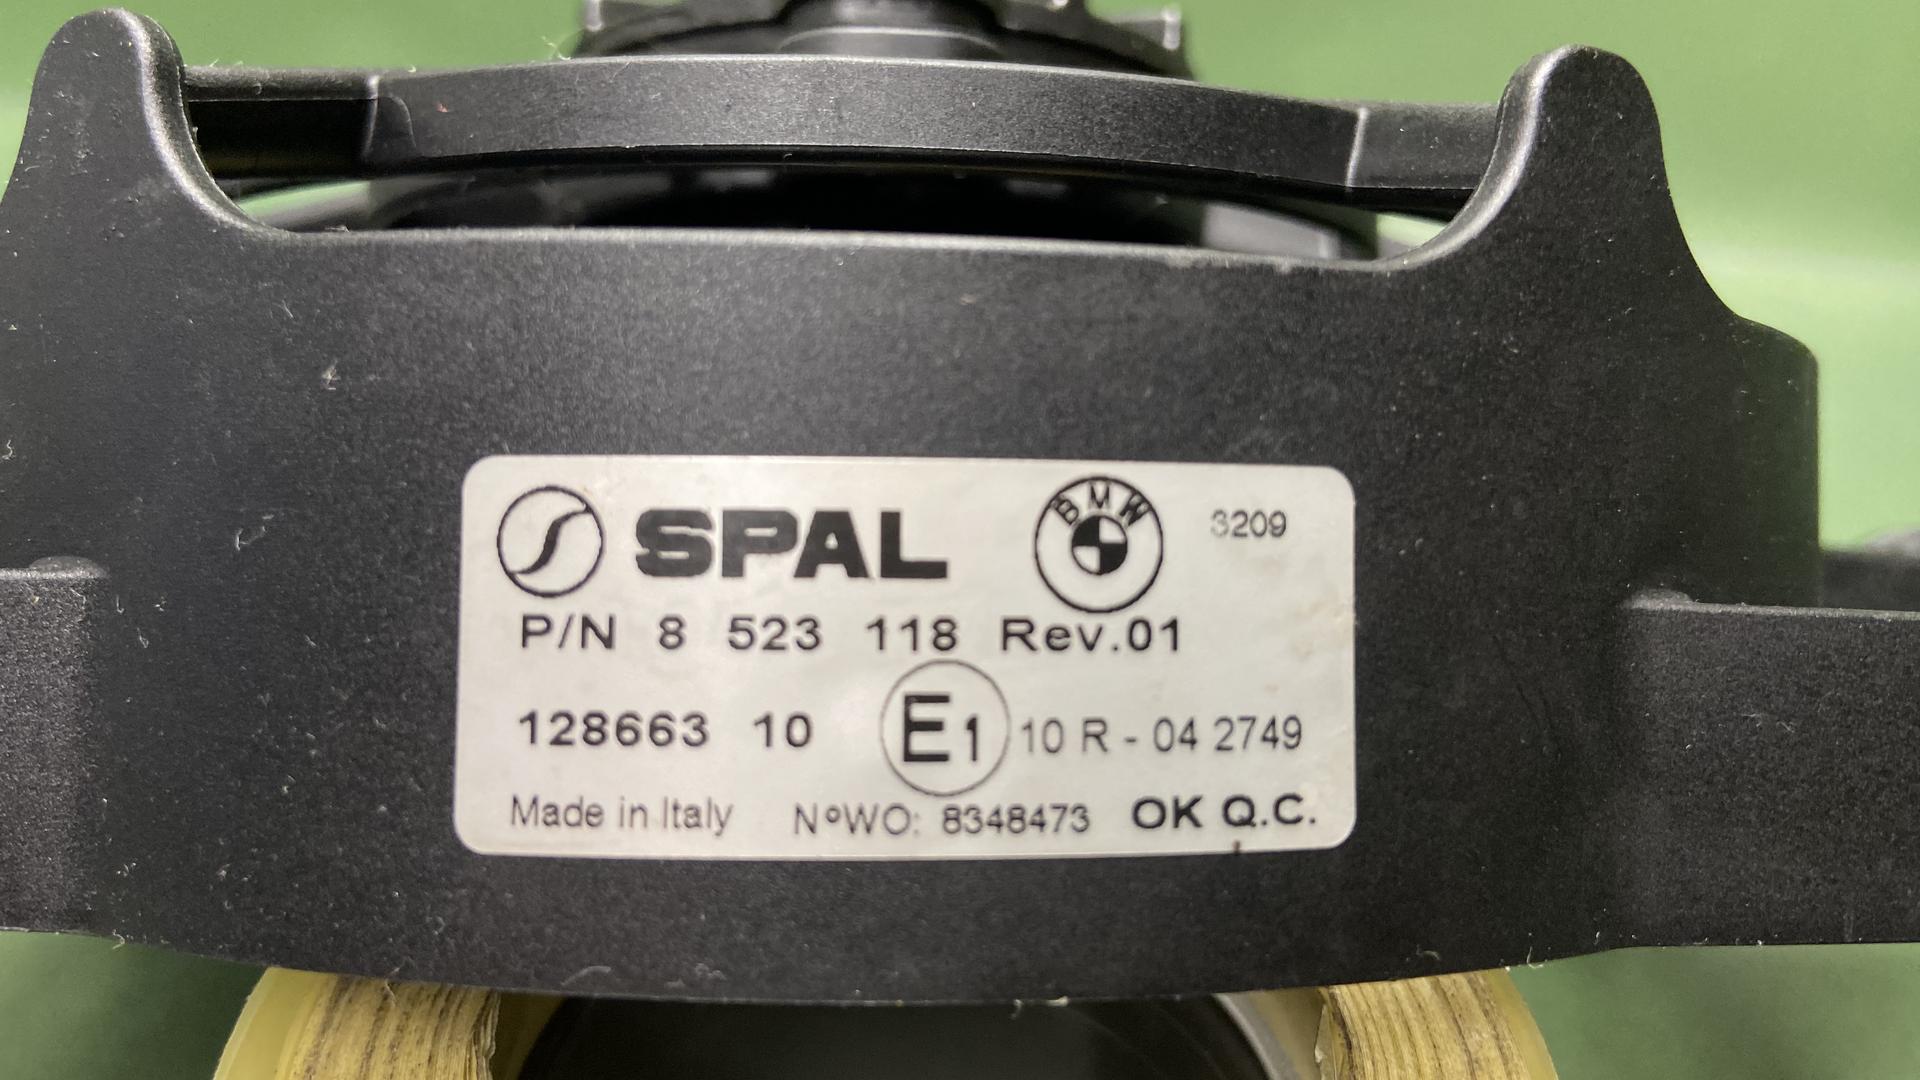 SPAL BMW 3209
P/N 8 523 118 Rev.01
128663 10 E1 10 R - 04 2749
Made in Italy NºWO: 8348473 OK Q.C.